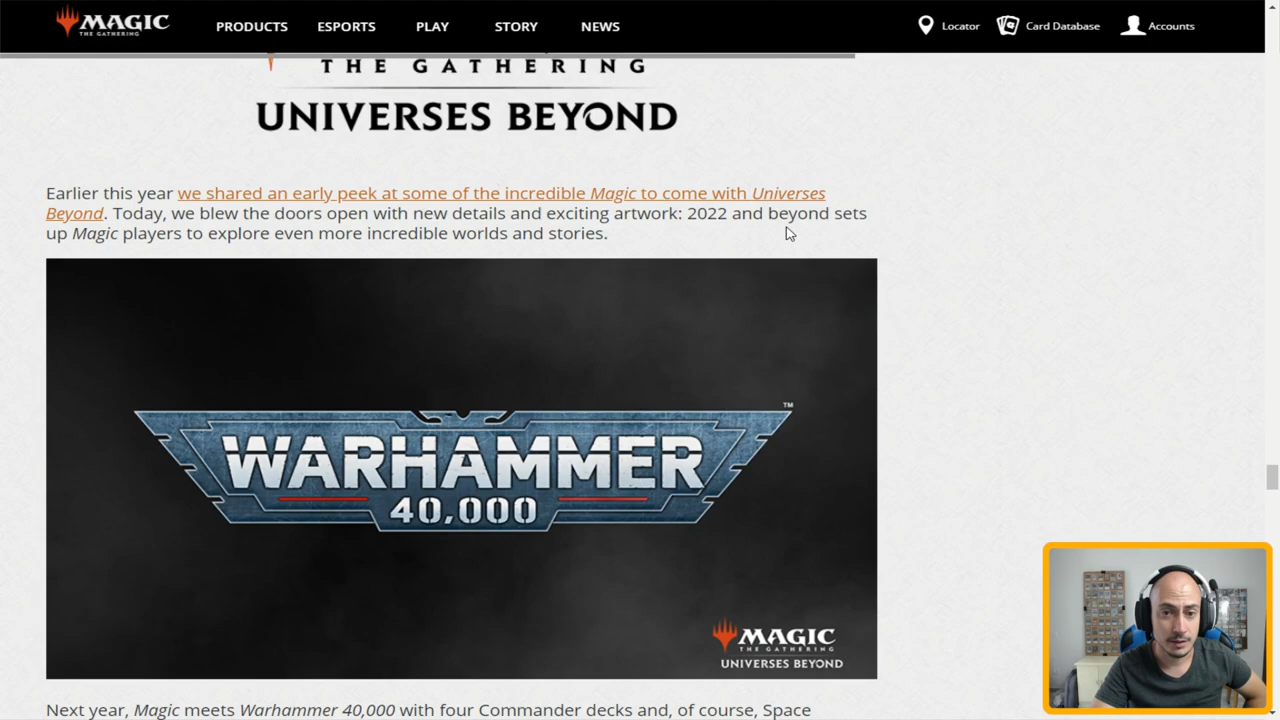 MAGIC
THE GATHERING
PRODUCTS
ESPORTS
PLAY
STORY
NEWS
Locator
Card Database
Accounts
THE GATHERING
UNIVERSES BEYOND
Earlier this year we shared an early peek at some of the incredible Magic to come with Universes
Beyond. Today, we blew the doors open with new details and exciting artwork: 2022 and beyond sets
up Magic players to explore even more incredible worlds and stories.
TM
WARHAMMER
40,000
MAGIC
THE GATHERING
UNIVERSES BEYOND
Next year, Magic meets Warhammer 40,000 with four Commander decks and, of course, Space